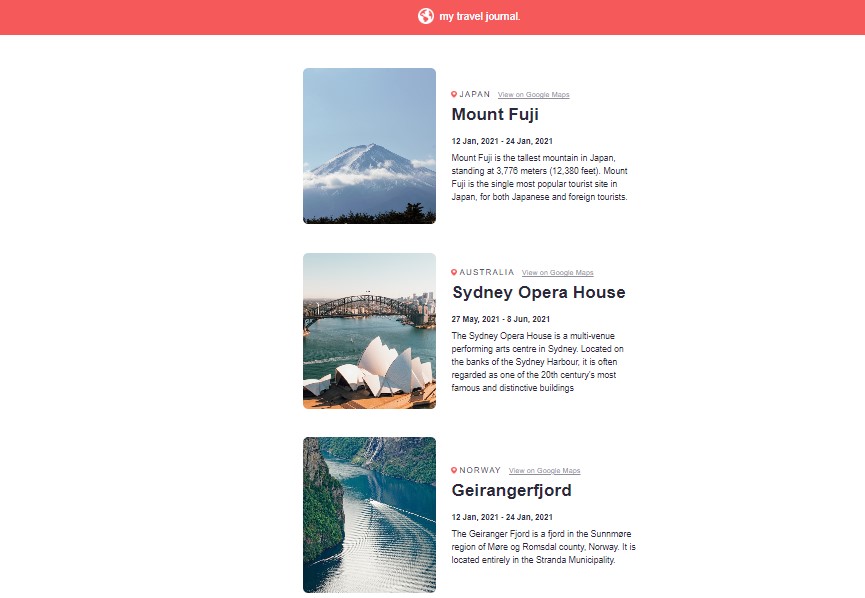 my travel journal.
JAPAN View on Google Maps
Mount Fuji
12 Jan, 2021 - 24 Jan, 2021
Mount Fuji is the tallest mountain in Japan,
standing at 3,776 meters (12,380 feet). Mount
Fuji is the single most popular tourist site in
Japan, for both Japanese and foreign tourists.
AUSTRALIA View on Google Maps
Sydney Opera House
27 May, 2021 - 8 Jun, 2021
The Sydney Opera House is a multi-venue
performing arts centre in Sydney. Located on
the banks of the Sydney Harbour, it is often
regarded as one of the 20th century's most
famous and distinctive buildings
NORWAY View on Google Maps
Geirangerfjord
12 Jan, 2021 - 24 Jan, 2021
The Geiranger Fjord is a fjord in the Sunnmøre
region of Møre og Romsdal county, Norway. It is
located entirely in the Stranda Municipality.